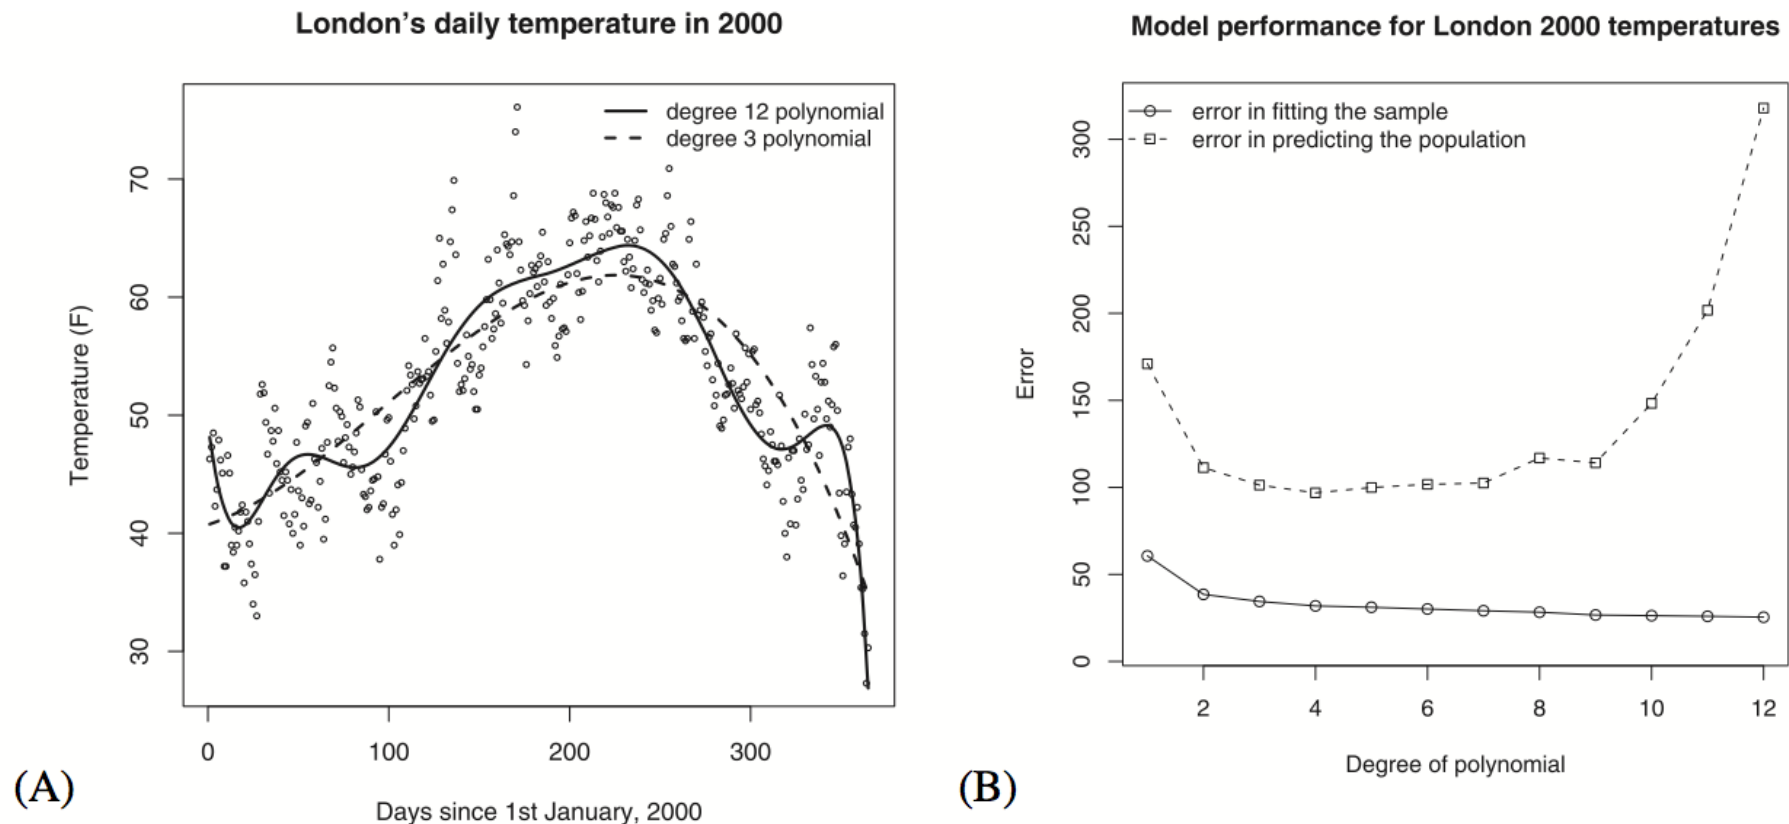 London's daily temperature in 2000
degree 12 polynomial
degree 3 polynomial
70
60
50
40
30
Temperature (F)
0 100 200 300
Days since 1st January, 2000
(A)
Model performance for London 2000 temperatures
error in fitting the sample
error in predicting the population
300
250
200
150
100
50
0
Error
2 4 6 8 10 12
Degree of polynomial
(B)